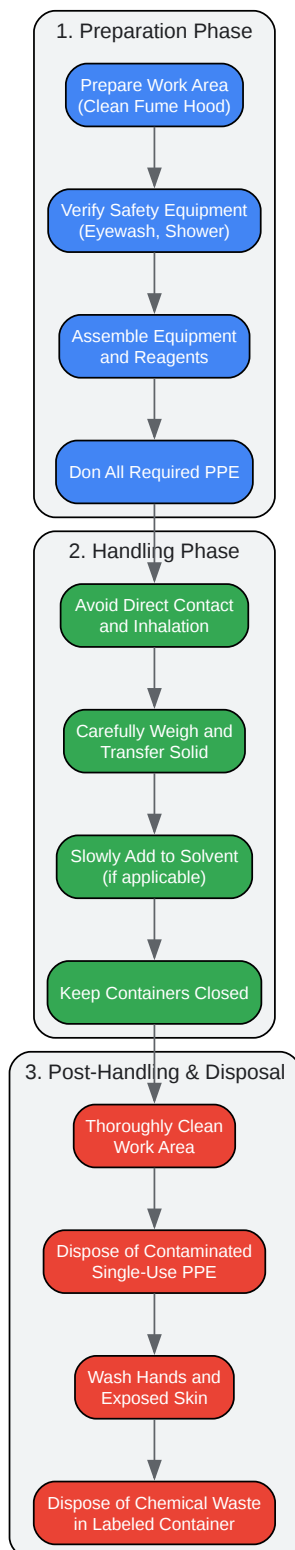 1. Preparation Phase
Prepare Work Area
(Clean Fume Hood)
Verify Safety Equipment
(Eyewash, Shower)
Assemble Equipment
and Reagents
Don All Required PPE
2. Handling Phase
Avoid Direct Contact
and Inhalation
Carefully Weigh and
Transfer Solid
Slowly Add to Solvent
(if applicable)
Keep Containers Closed
3. Post-Handling & Disposal
Thoroughly Clean
Work Area
Dispose of Contaminated
Single-Use PPE
Wash Hands and
Exposed Skin
Dispose of Chemical Waste
in Labeled Container